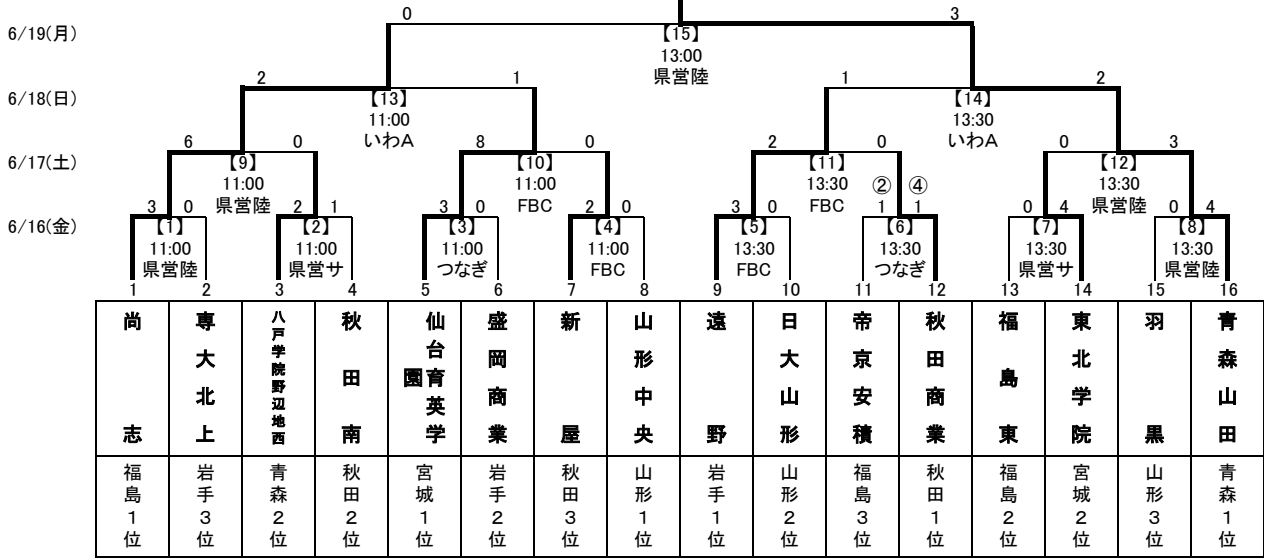 0 3
6/19(月) 【15】
13:00
県営陸
2 1 1 2
6/18(日) 【13】 【14】
11:00 13:30
いわA いわA
6 0 8 0 2 0 0 3
6/17(土) 【9】 【10】 【11】 【12】
11:00 11:00 13:30 13:30
県営陸 FBC FBC 県営陸
② ④
3 0 2 1 3 0 2 0 3 0 1 1 0 4 0 4
6/16(金) 【1】 【2】 【3】 【4】 【5】 【6】 【7】 【8】
11:00 11:00 11:00 11:00 13:30 13:30 13:30 13:30
県営陸 県営サ つなぎ FBC FBC つなぎ 県営サ 県営陸
1 2 3 4 5 6 7 8 9 10 11 12 13 14 15 16
尚志
専大北上
八戸学院野辺地西
秋田南
仙台育英学園
盛岡商業
新屋
山形中央
遠野
日大山形
帝京安積
秋田商業
福島東
東北学院
羽黒
青森山田
福島1位
岩手3位
青森2位
秋田2位
宮城1位
岩手2位
秋田3位
山形1位
岩手1位
山形2位
福島3位
秋田1位
福島2位
宮城2位
山形3位
青森1位